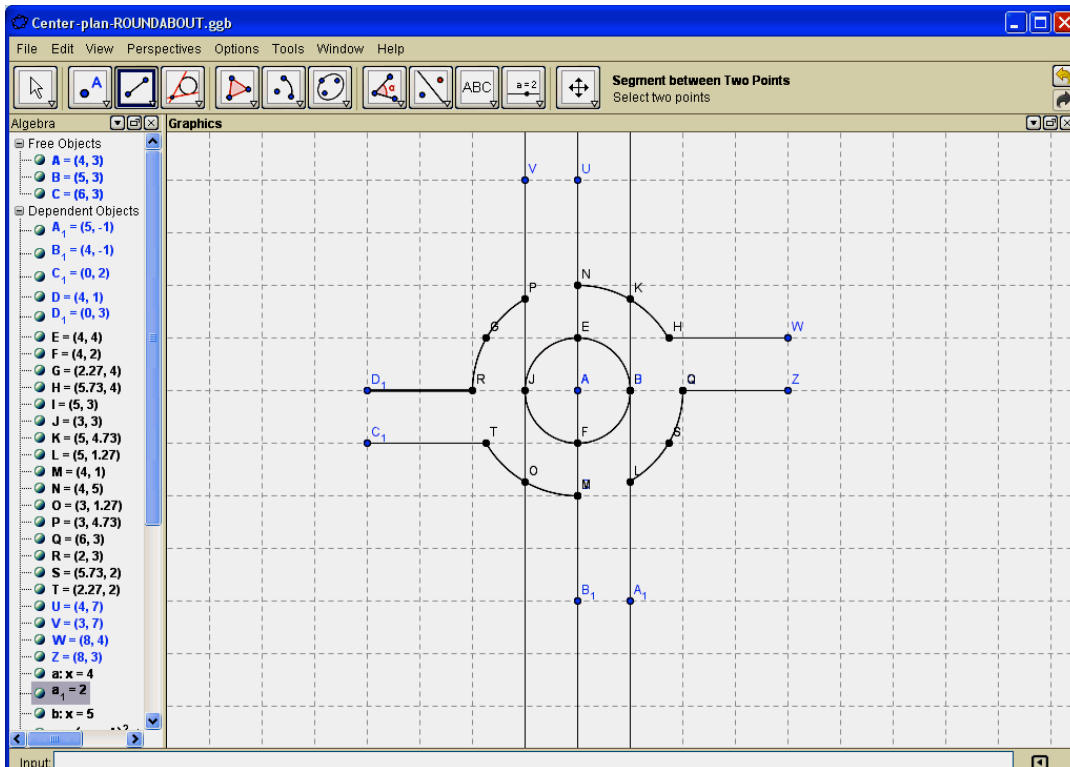 Center-plan-ROUNDABOUT.ggb
File Edit View Perspectives Options Tools Window Help
A ABC a=2 Segment between Two Points
Select two points
Algebra Graphics
Free Objects
A = (4, 3)
B = (5, 3)
C = (6, 3)
Dependent Objects
A₁ = (5, -1)
B₁ = (4, -1)
C₁ = (0, 2)
D = (4, 1)
D₁ = (0, 3)
E = (4, 4)
F = (4, 2)
G = (2.27, 4)
H = (5.73, 4)
I = (5, 3)
J = (3, 3)
K = (5, 4.73)
L = (5, 1.27)
M = (4, 1)
N = (4, 5)
O = (3, 1.27)
P = (3, 4.73)
Q = (6, 3)
R = (2, 3)
S = (5.73, 2)
T = (2.27, 2)
U = (4, 7)
V = (3, 7)
W = (8, 4)
Z = (8, 3)
a: x = 4
a₁ = 2
b: x = 5
V U
N
P K
G E H W
D₁ R J A B Q Z
C₁ T F S
O L
M
B₁ A₁
Input: